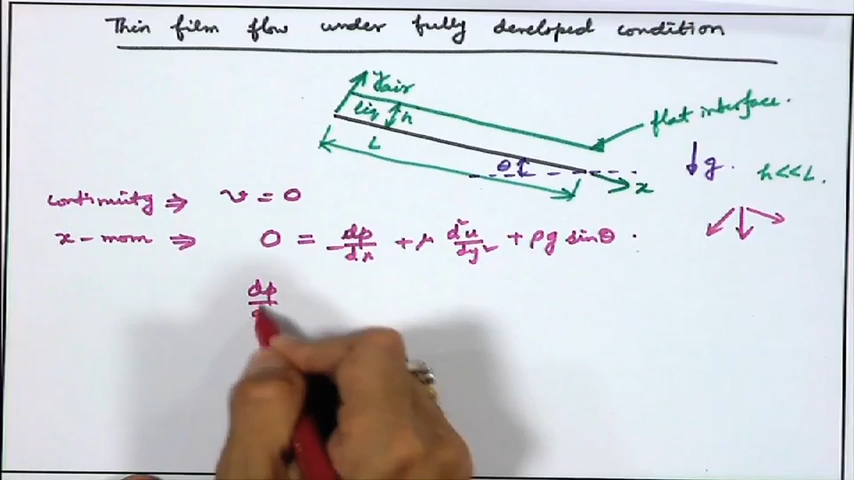 Thin film flow under fully developed condition
y
air
liq
h
flat interface.
L
θ
x
g.
h<<L.
continuity ⇒ v = 0
x-mom ⇒ 0 = -dp/dx + μ d²u/dy² + ρg sinθ.
dp